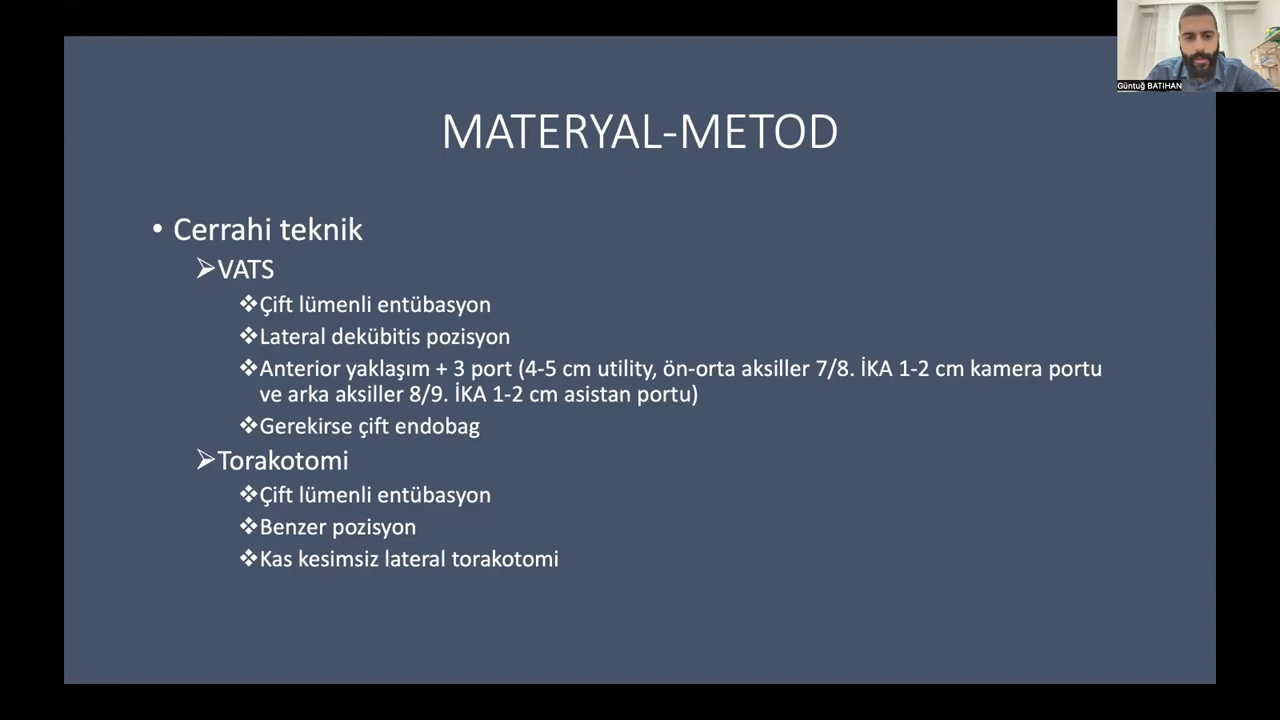 Güntuğ BATIHAN
MATERYAL-METOD
• Cerrahi teknik
➢VATS
❖Çift lümenli entübasyon
❖Lateral dekübitis pozisyon
❖Anterior yaklaşım + 3 port (4-5 cm utility, ön-orta aksiller 7/8. İKA 1-2 cm kamera portu
ve arka aksiller 8/9. İKA 1-2 cm asistan portu)
❖Gerekirse çift endobag
➢Torakotomi
❖Çift lümenli entübasyon
❖Benzer pozisyon
❖Kas kesimsiz lateral torakotomi